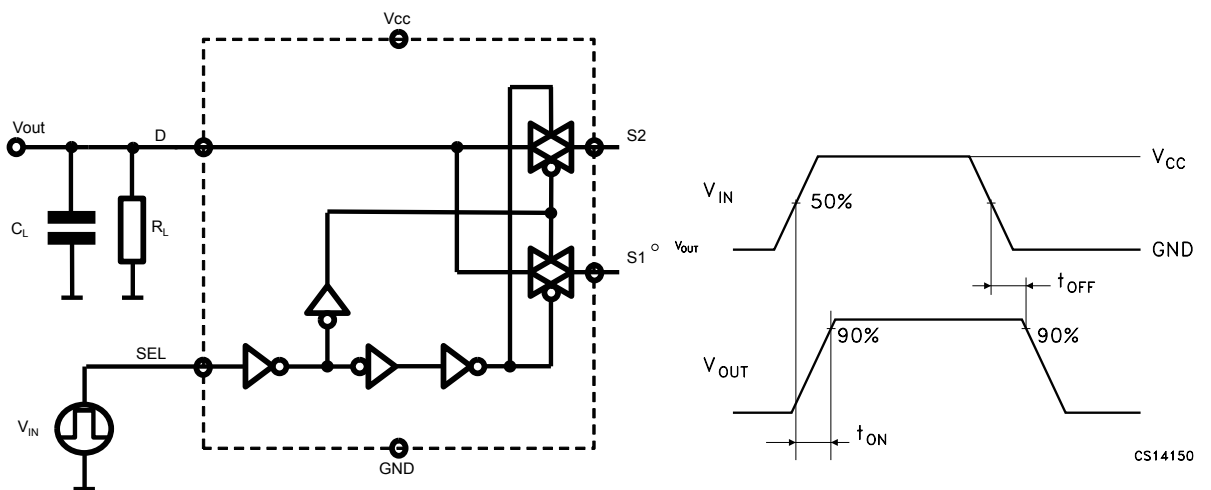 Vcc
Vout
D
S2
CL
RL
S1
VOUT
SEL
VIN
GND
VIN
50%
VCC
GND
tOFF
90%
90%
VOUT
tON
CS14150